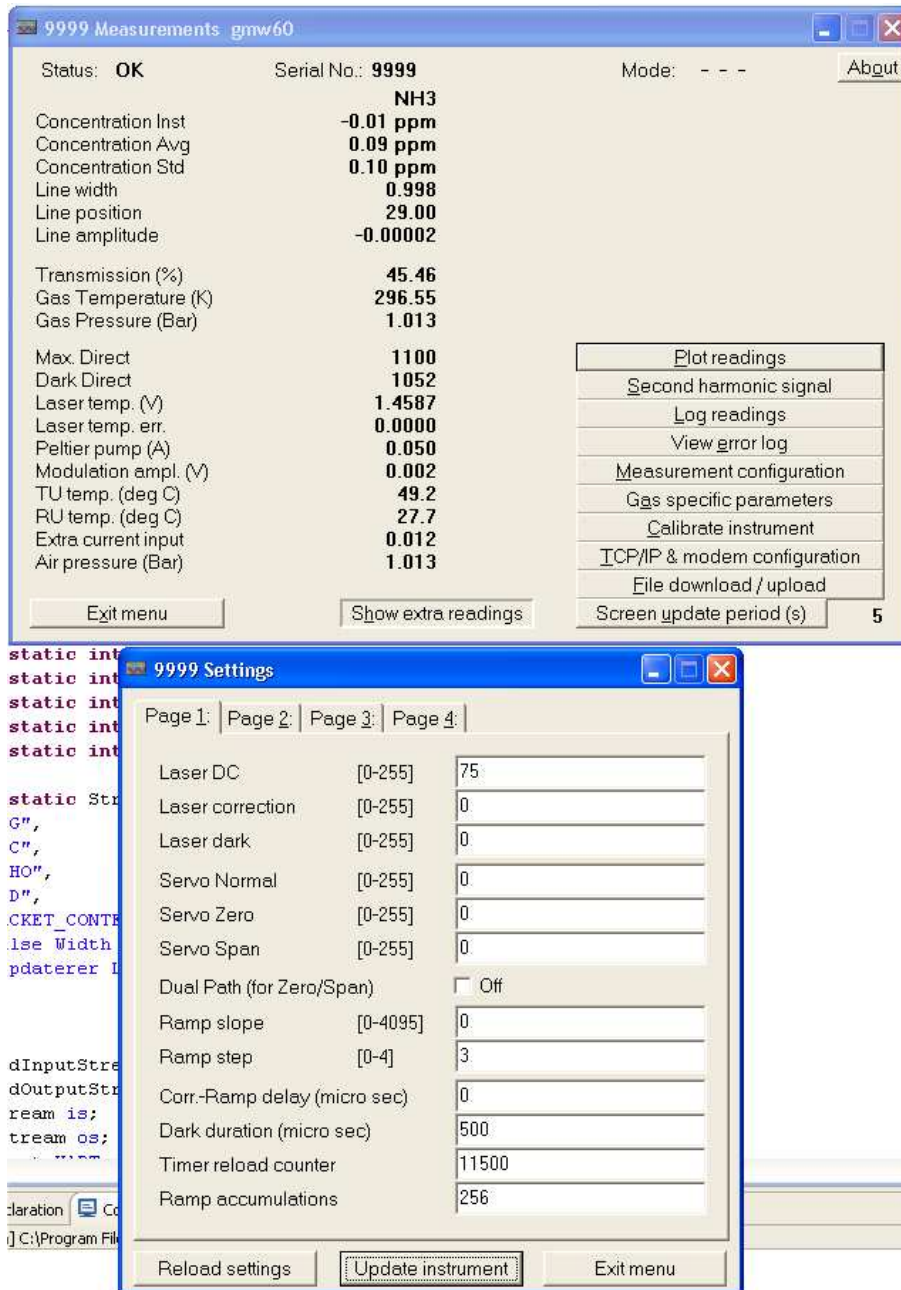 9999 Measurements gmw60
Status: OK Serial No.: 9999 Mode: - - - About
NH3
Concentration Inst -0.01 ppm
Concentration Avg 0.09 ppm
Concentration Std 0.10 ppm
Line width 0.998
Line position 29.00
Line amplitude -0.00002
Transmission (%) 45.46
Gas Temperature (K) 296.55
Gas Pressure (Bar) 1.013
Max. Direct 1100
Dark Direct 1052
Laser temp. (V) 1.4587
Laser temp. err. 0.0000
Peltier pump (A) 0.050
Modulation ampl. (V) 0.002
TU temp. (deg C) 49.2
RU temp. (deg C) 27.7
Extra current input 0.012
Air pressure (Bar) 1.013
Plot readings
Second harmonic signal
Log readings
View error log
Measurement configuration
Gas specific parameters
Calibrate instrument
TCP/IP & modem configuration
File download / upload
Exit menu Show extra readings Screen update period (s) 5
static int
static int
static int
static int
static int
static Str
G",
C",
HO",
D",
CKET_CONTE
lse Width
pdaterer I
dInputStre
dOutputStr
ream is;
tream os;
claration Co
] C:\Program File
9999 Settings
Page 1: Page 2: Page 3: Page 4:
Laser DC [0-255] 75
Laser correction [0-255] 0
Laser dark [0-255] 0
Servo Normal [0-255] 0
Servo Zero [0-255] 0
Servo Span [0-255] 0
Dual Path (for Zero/Span) Off
Ramp slope [0-4095] 0
Ramp step [0-4] 3
Corr.-Ramp delay (micro sec) 0
Dark duration (micro sec) 500
Timer reload counter 11500
Ramp accumulations 256
Reload settings Update instrument Exit menu